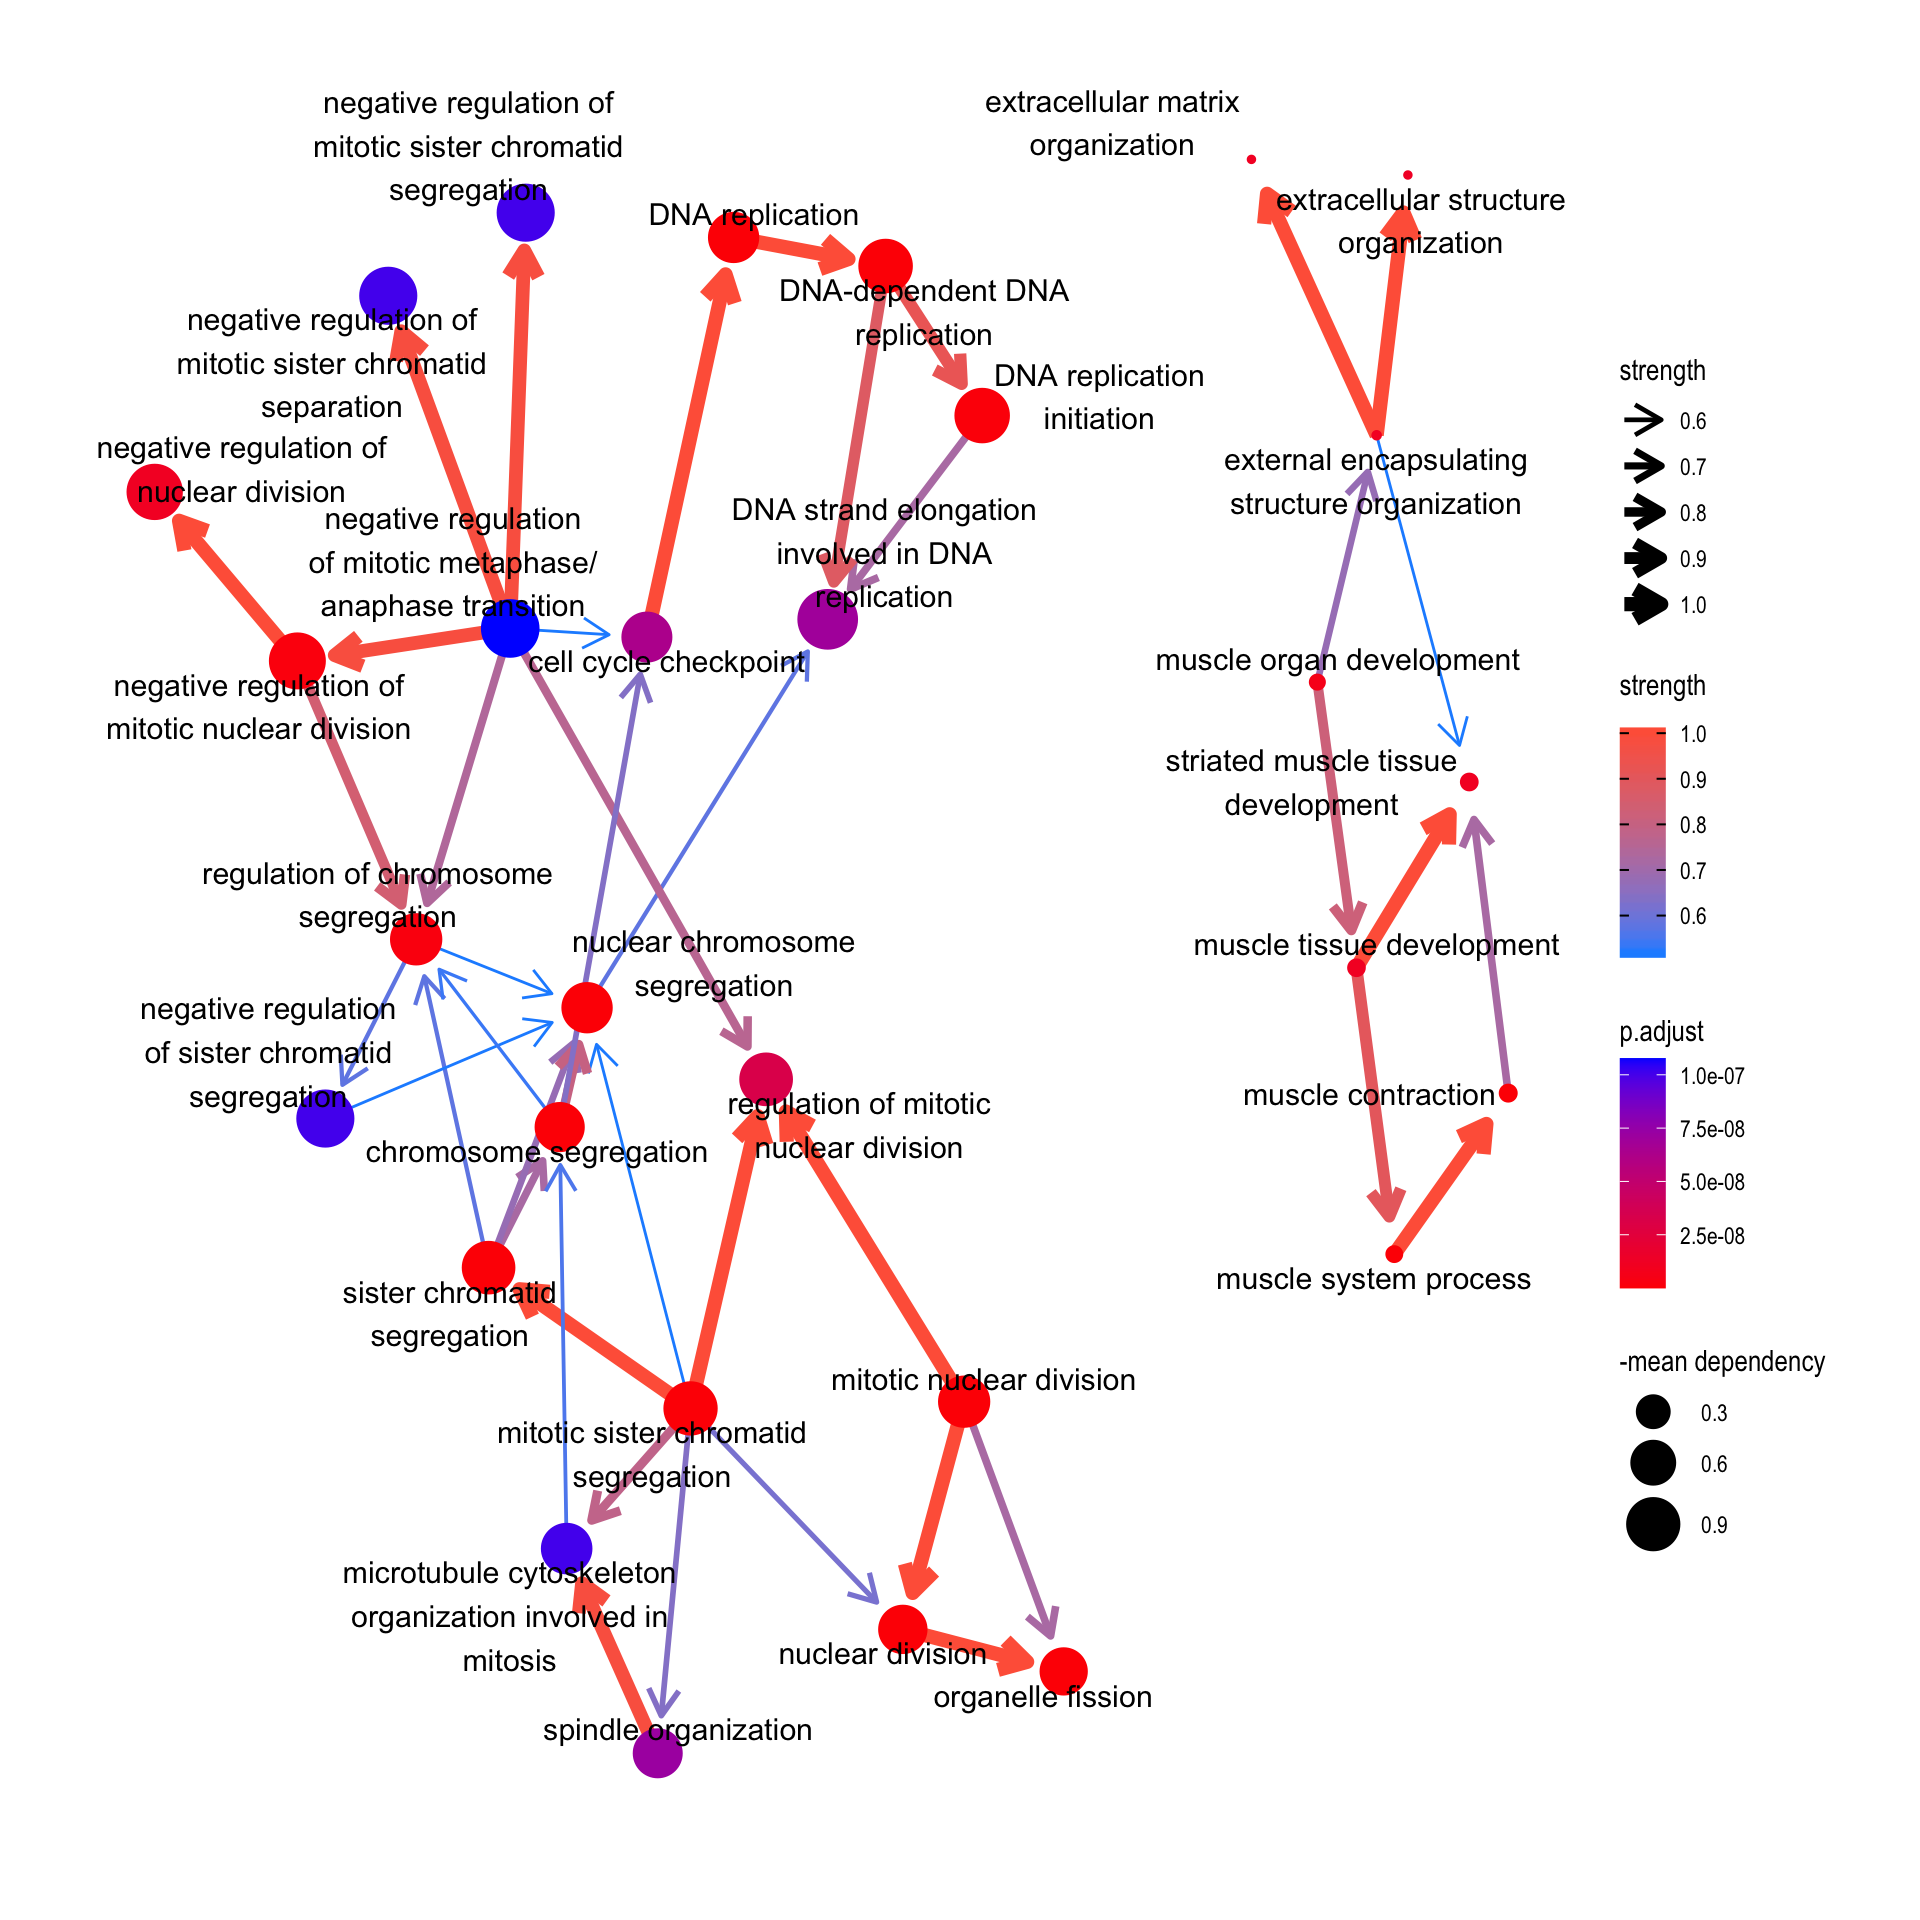 negative regulation of
mitotic sister chromatid
segregation
extracellular matrix
organization
DNA replication
extracellular structure
organization
DNA-dependent DNA
replication
negative regulation of
mitotic sister chromatid
separation
DNA replication
initiation
negative regulation of
nuclear division
external encapsulating
structure organization
negative regulation
of mitotic metaphase/
anaphase transition
DNA strand elongation
involved in DNA
replication
cell cycle checkpoint
muscle organ development
negative regulation of
mitotic nuclear division
striated muscle tissue
development
regulation of chromosome
segregation
nuclear chromosome
segregation
muscle tissue development
negative regulation
of sister chromatid
segregation
regulation of mitotic
nuclear division
muscle contraction
chromosome segregation
sister chromatid
segregation
muscle system process
mitotic nuclear division
mitotic sister chromatid
segregation
microtubule cytoskeleton
organization involved in
mitosis
nuclear division
organelle fission
spindle organization
strength
0.6
0.7
0.8
0.9
1.0
strength
1.0
0.9
0.8
0.7
0.6
p.adjust
1.0e-07
7.5e-08
5.0e-08
2.5e-08
-mean dependency
0.3
0.6
0.9